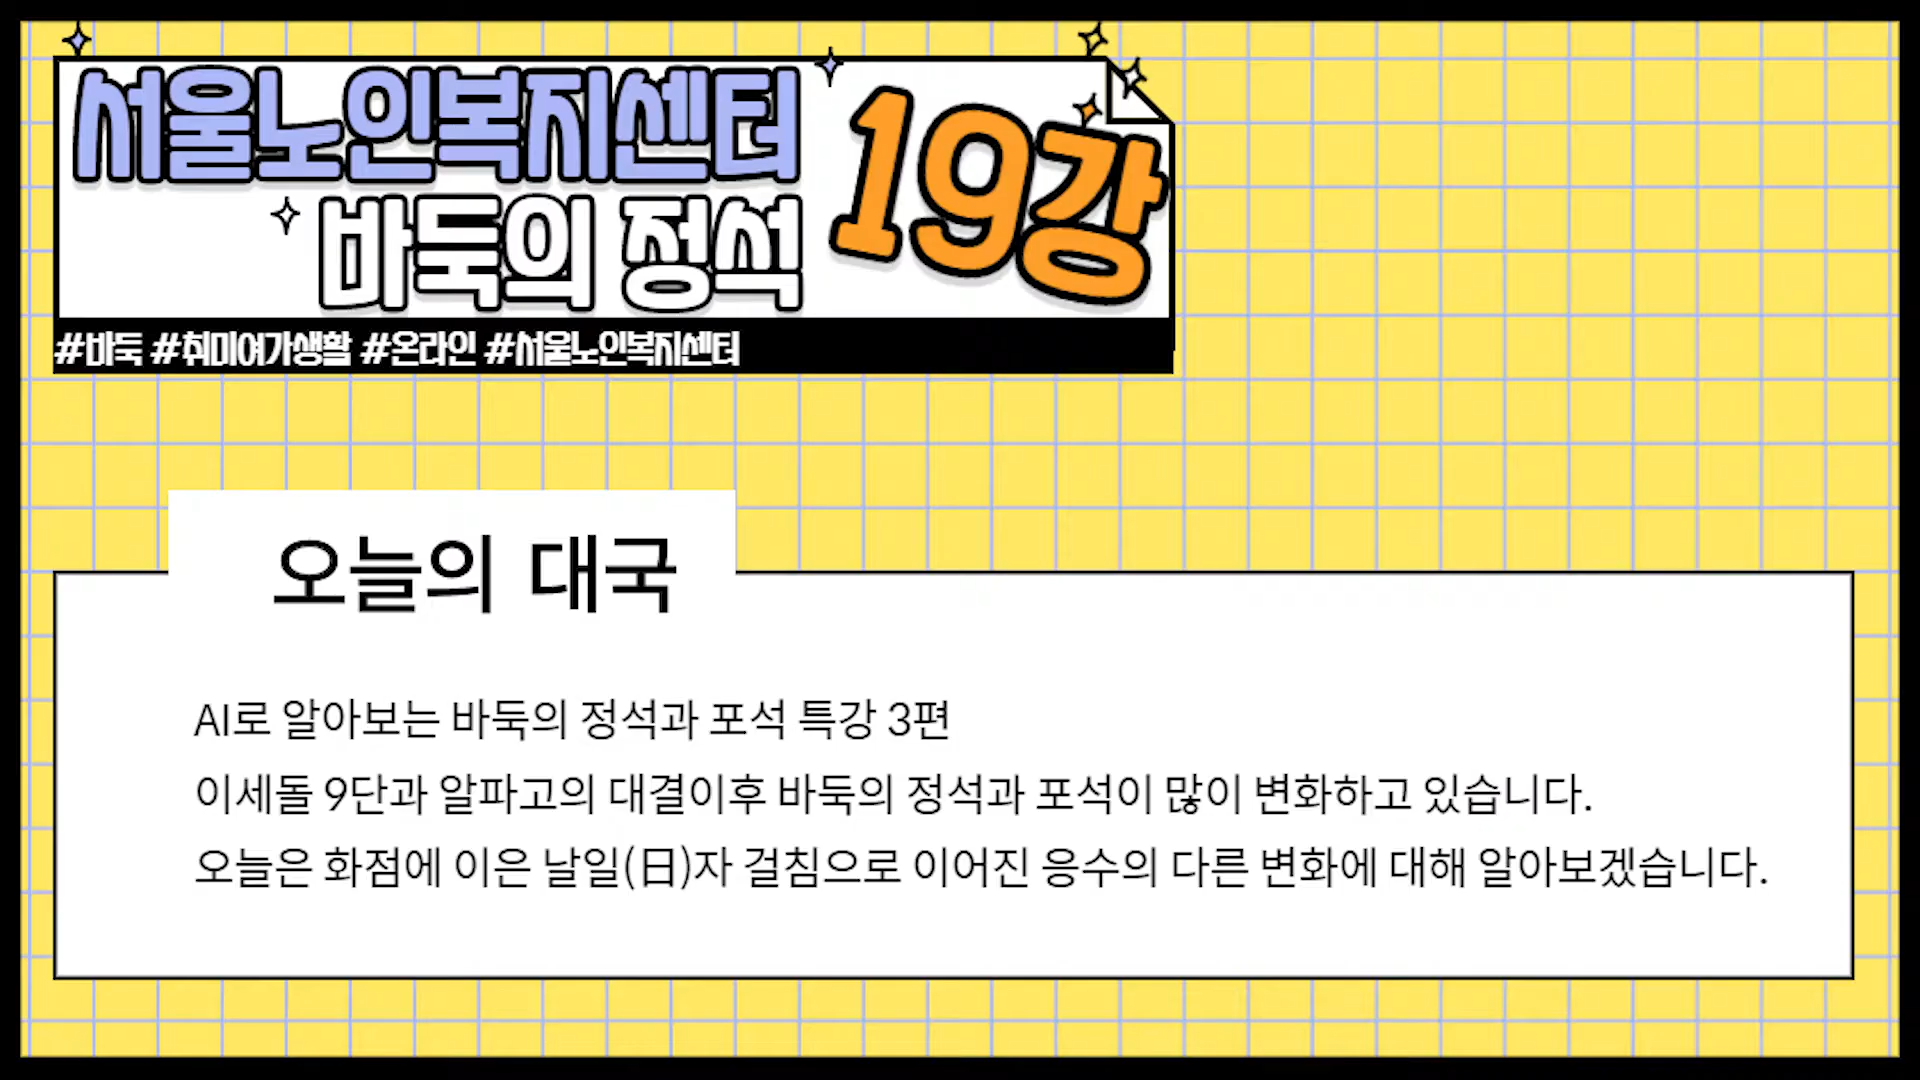 서울노인복지센터
바둑의 정석
19강
#바둑 #취미여가생활 #온라인 #서울노인복지센터
오늘의 대국
AI로 알아보는 바둑의 정석과 포석 특강 3편
이세돌 9단과 알파고의 대결이후 바둑의 정석과 포석이 많이 변화하고 있습니다.
오늘은 화점에 이은 날일(日)자 걸침으로 이어진 응수의 다른 변화에 대해 알아보겠습니다.